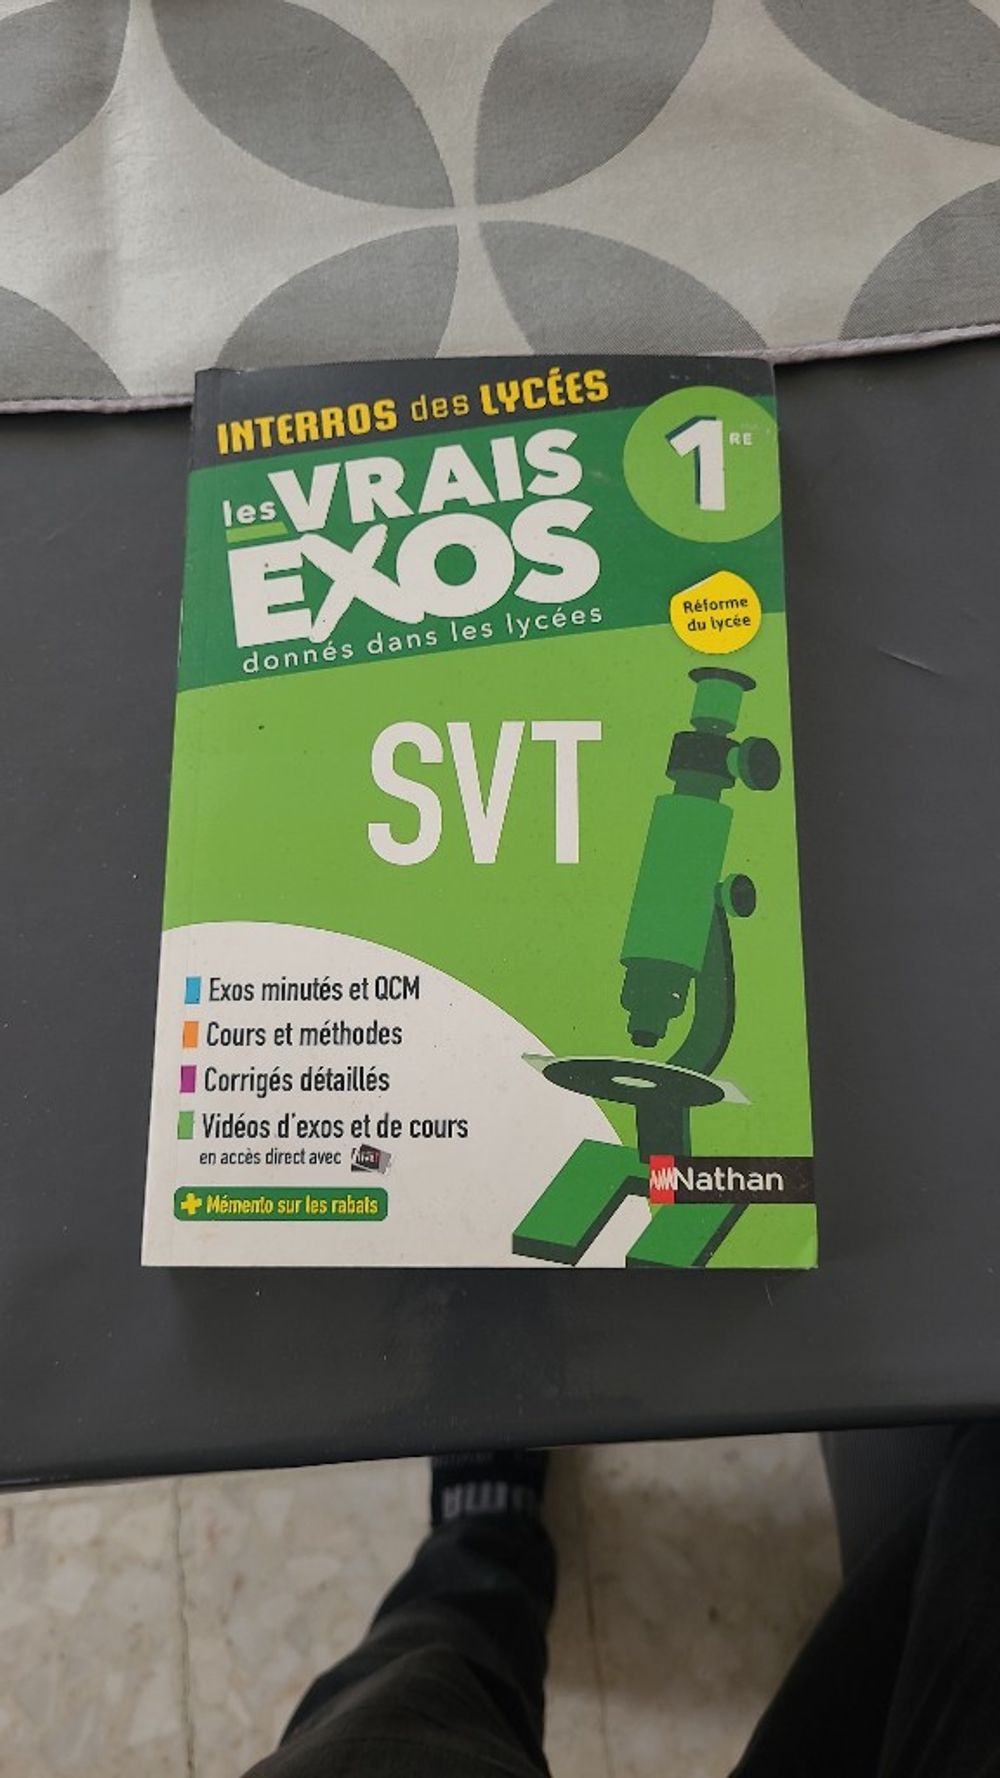 INTERROS des LYCÉES
1RE
les VRAIS
EXOS
donnés dans les lycées
Réforme
du lycée
SVT
Exos minutés et QCM
Cours et méthodes
Corrigés détaillés
Vidéos d'exos et de cours
en accès direct avec
+ Mémento sur les rabats
Nathan